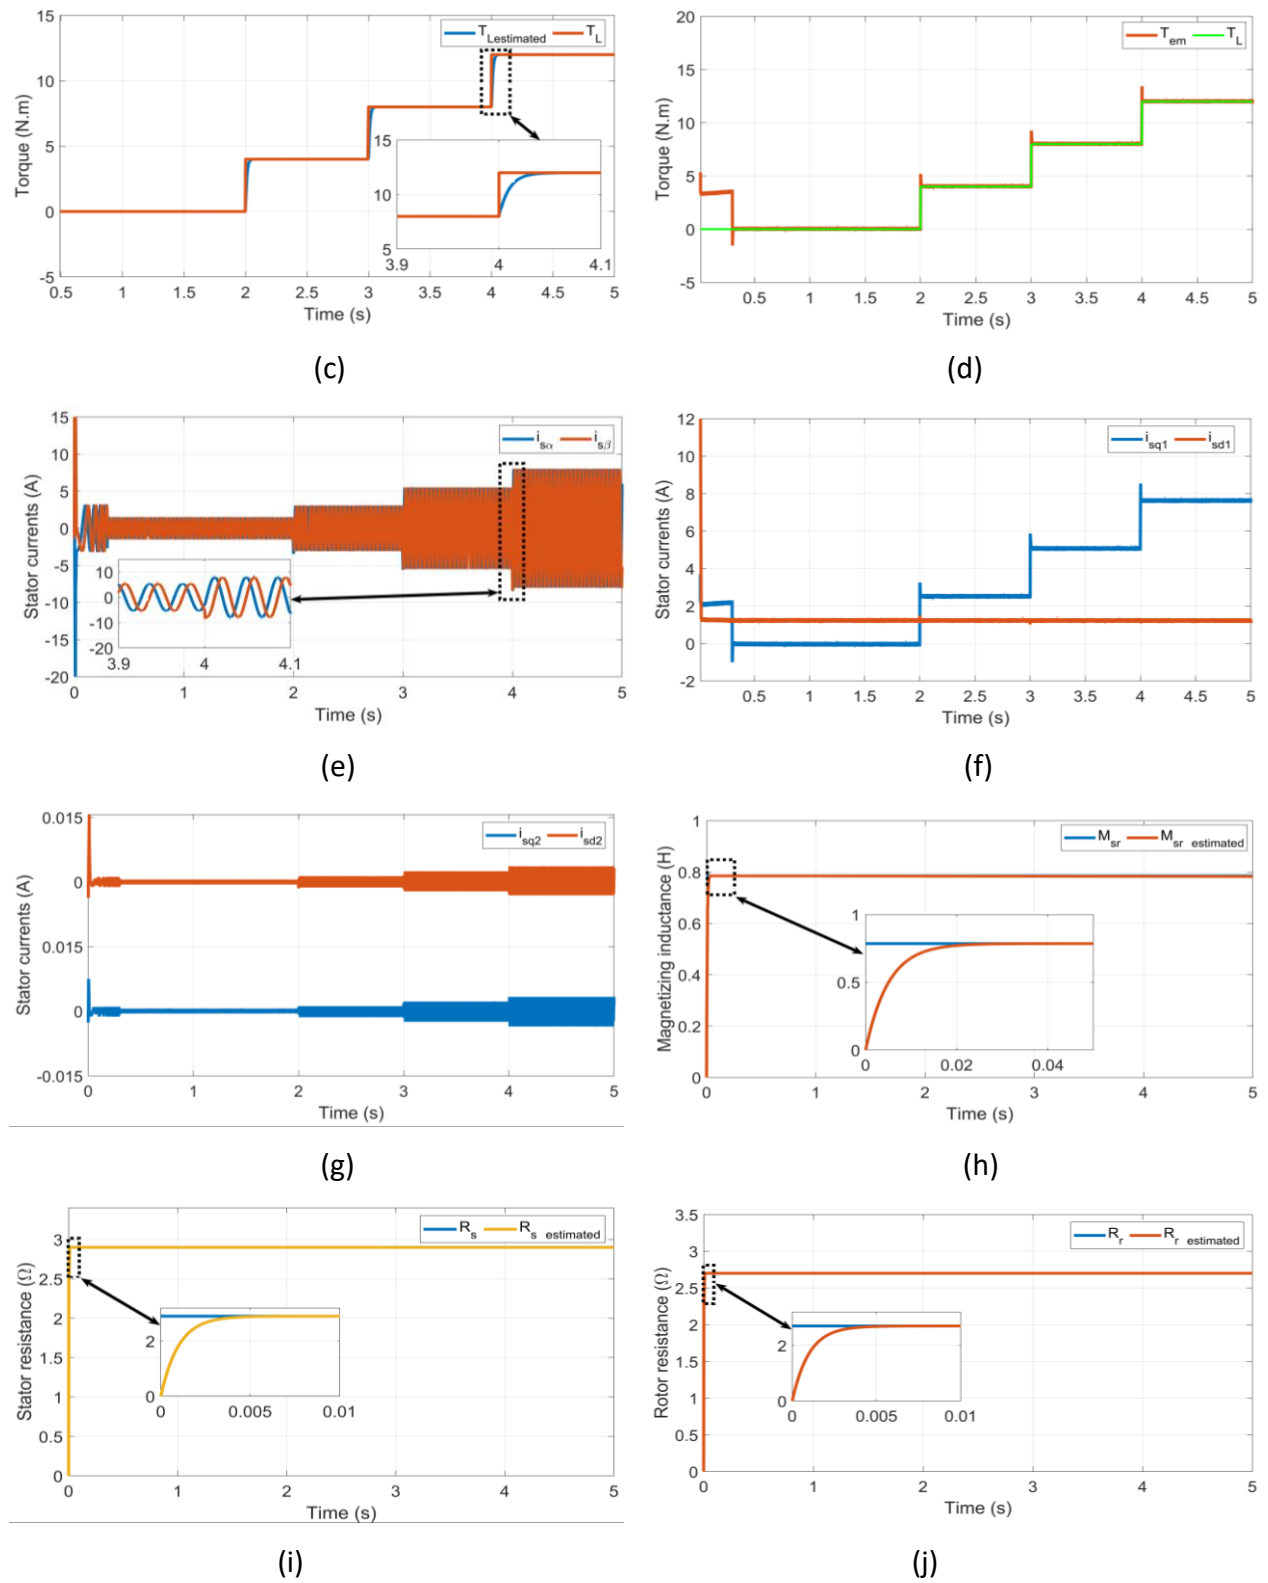 15
10
5
0
-5
Torque (N.m)
T_Lestimated T_L
15
10
5
3.9 4 4.1
0.5 1 1.5 2 2.5 3 3.5 4 4.5 5
Time (s)
(c)
20
15
10
5
0
-5
Torque (N.m)
T_em T_L
0.5 1 1.5 2 2.5 3 3.5 4 4.5 5
Time (s)
(d)
15
10
5
0
-5
-10
-15
-20
Stator currents (A)
i_sα i_sβ
10
0
-10
-20
3.9 4 4.1
0 1 2 3 4 5
Time (s)
(e)
12
10
8
6
4
2
0
-2
Stator currents (A)
i_sq1 i_sd1
0.5 1 1.5 2 2.5 3 3.5 4 4.5 5
Time (s)
(f)
0.015
0
0.015
0
-0.015
Stator currents (A)
i_sq2 i_sd2
0 1 2 3 4 5
Time (s)
(g)
1
0.8
0.6
0.4
0.2
0
Magnetizing inductance (H)
M_sr M_sr estimated
1
0.5
0
0 0.02 0.04
0 1 2 3 4 5
Time (s)
(h)
3
2.5
2
1.5
1
0.5
0
Stator resistance (Ω)
R_s R_s estimated
2
0
0 0.005 0.01
0 1 2 3 4 5
Time (s)
(i)
3.5
3
2.5
2
1.5
1
0.5
0
Rotor resistance (Ω)
R_r R_r estimated
2
0
0 0.005 0.01
0 1 2 3 4 5
Time (s)
(j)